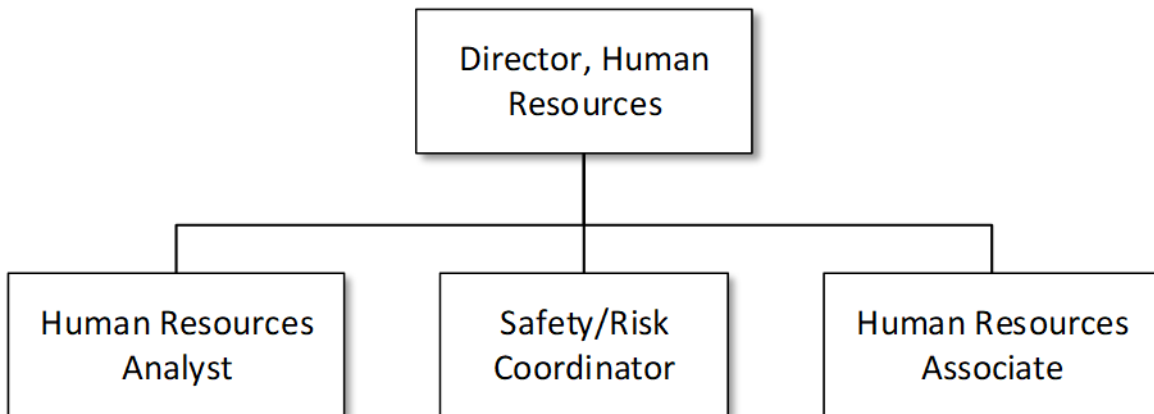 Director, Human
Resources
Human Resources
Analyst
Safety/Risk
Coordinator
Human Resources
Associate